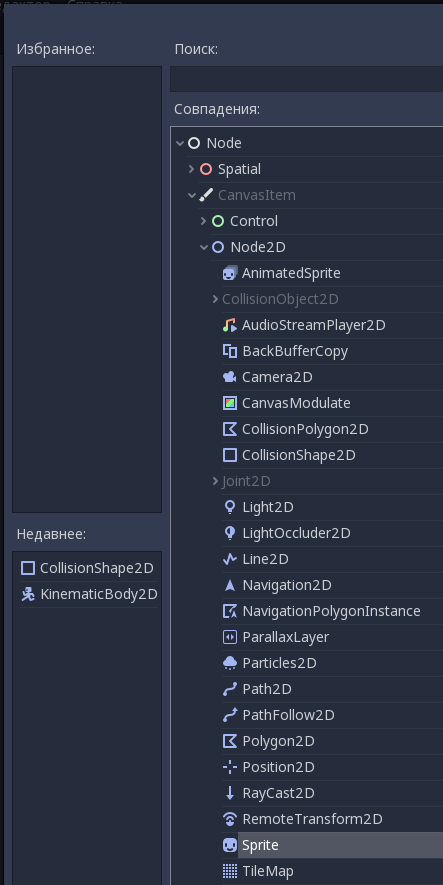 Избранное:
Недавнее:
CollisionShape2D
KinematicBody2D
Поиск:
Совпадения:
Node
Spatial
CanvasItem
Control
Node2D
AnimatedSprite
CollisionObject2D
AudioStreamPlayer2D
BackBufferCopy
Camera2D
CanvasModulate
CollisionPolygon2D
CollisionShape2D
Joint2D
Light2D
LightOccluder2D
Line2D
Navigation2D
NavigationPolygonInstance
ParallaxLayer
Particles2D
Path2D
PathFollow2D
Polygon2D
Position2D
RayCast2D
RemoteTransform2D
Sprite
TileMap